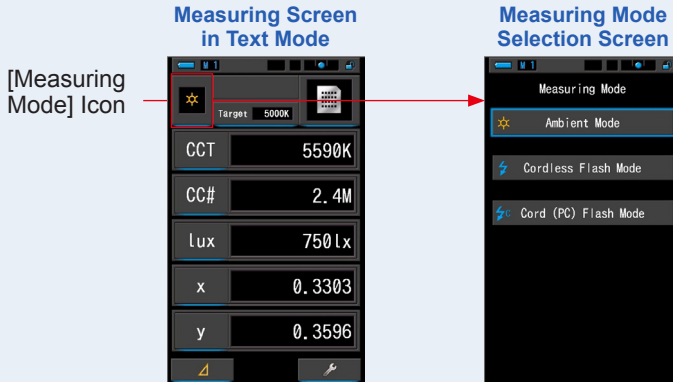 Measuring Screen
in Text Mode
Measuring Mode
Selection Screen
[Measuring
Mode] Icon
M 1
Target 5000K
CCT 5590K
CC# 2.4M
lux 750lx
x 0.3303
y 0.3596
M 1
Measuring Mode
Ambient Mode
Cordless Flash Mode
C Cord (PC) Flash Mode